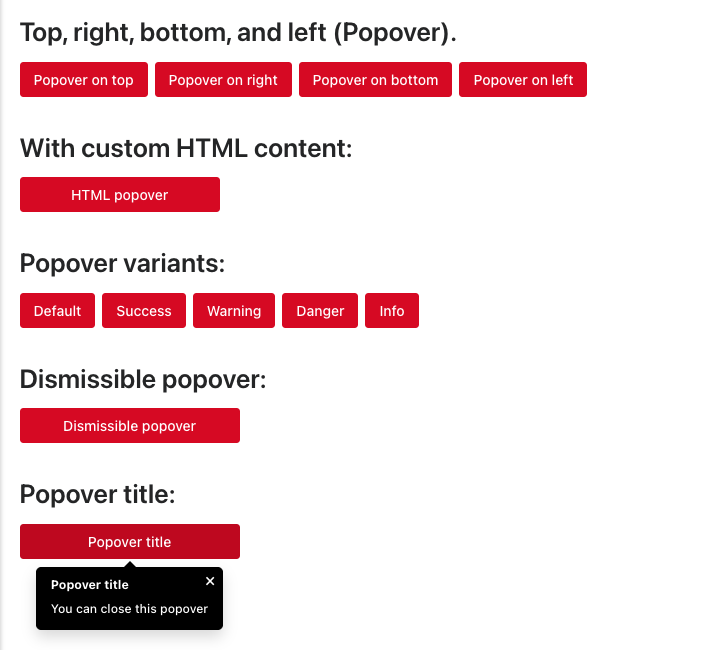 Top, right, bottom, and left (Popover).
Popover on top Popover on right Popover on bottom Popover on left
With custom HTML content:
HTML popover
Popover variants:
Default Success Warning Danger Info
Dismissible popover:
Dismissible popover
Popover title:
Popover title
Popover title ×
You can close this popover